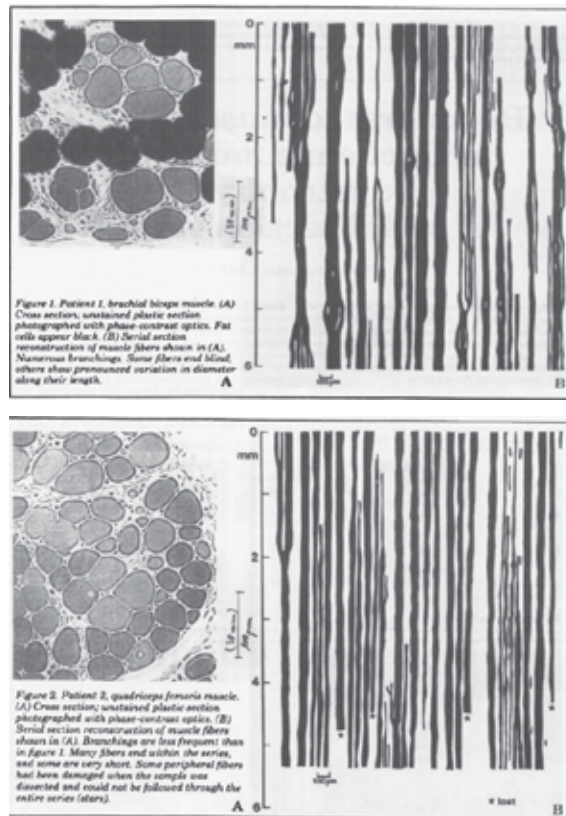 0
mm
2
4
6
100µm
Figure 1. Patient 1, brachial biceps muscle. (A)
Cross section; unstained plastic section
photographed with phase-contrast optics. Fat
cells appear black. (B) Serial section
reconstruction of muscle fibers shown in (A).
Numerous branchings. Some fibers end blind,
others show pronounced variation in diameter
along their length.
A
B
0
mm
2
4
6
100µm
Figure 2. Patient 2, quadriceps femoris muscle.
(A) Cross section; unstained plastic section
photographed with phase-contrast optics. (B)
Serial section reconstruction of muscle fibers
shown in (A). Branchings are less frequent than
in figure 1. Many fibers end within the series,
and some are very short. Some peripheral fibers
had been damaged when the sample was
dissected and could not be followed through the
entire series (stars).
A
* lost
B